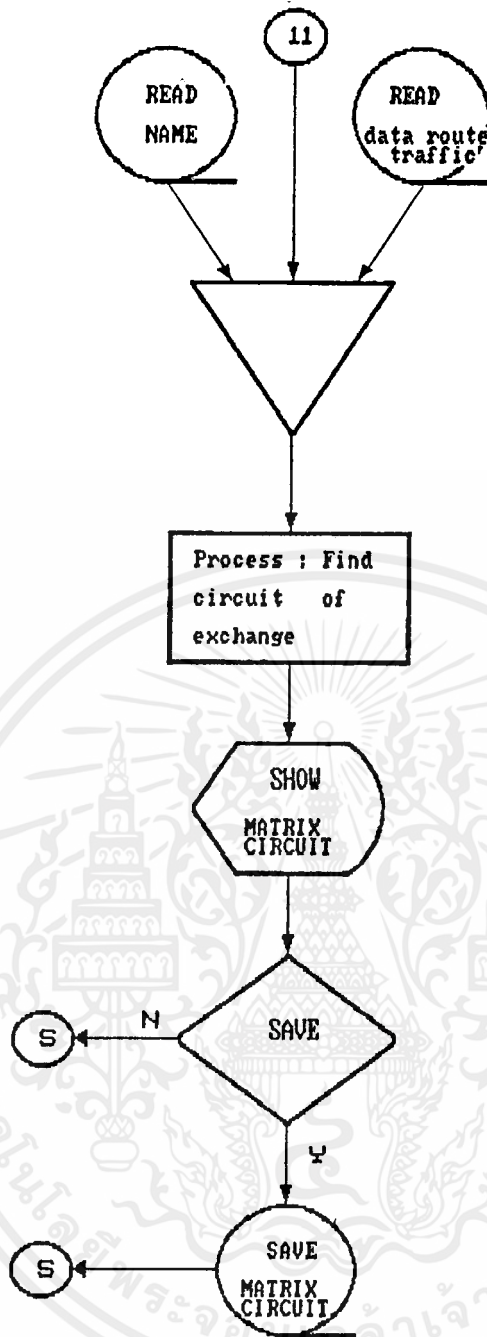 11
READ
NAME
READ
data route
traffic
Process : Find
circuit of
exchange
SHOW
MATRIX
CIRCUIT
SAVE
N
S
Y
SAVE
MATRIX
CIRCUIT
S